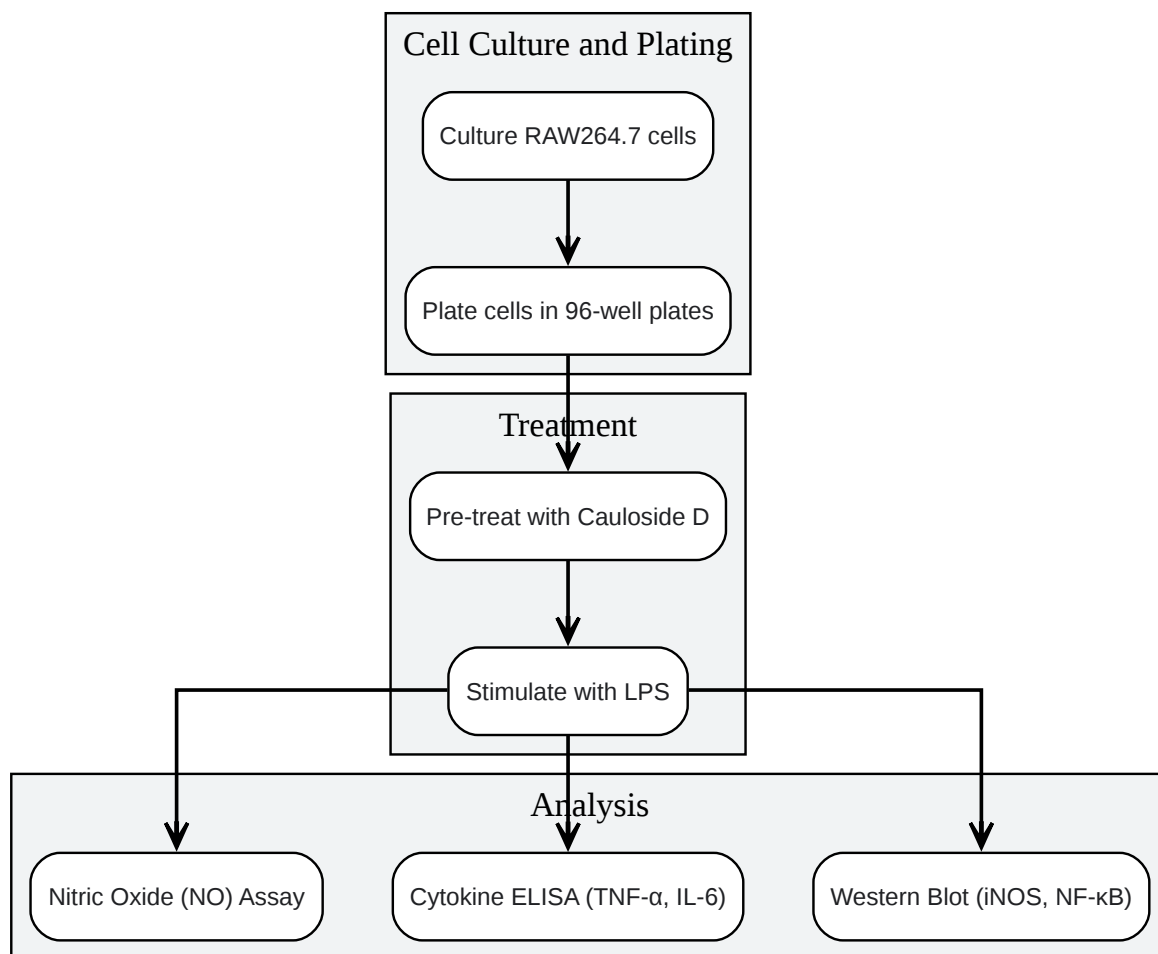 Cell Culture and Plating
Culture RAW264.7 cells
Plate cells in 96-well plates
Treatment
Pre-treat with Cauloside D
Stimulate with LPS
Analysis
Nitric Oxide (NO) Assay
Cytokine ELISA (TNF-α, IL-6)
Western Blot (iNOS, NF-κB)